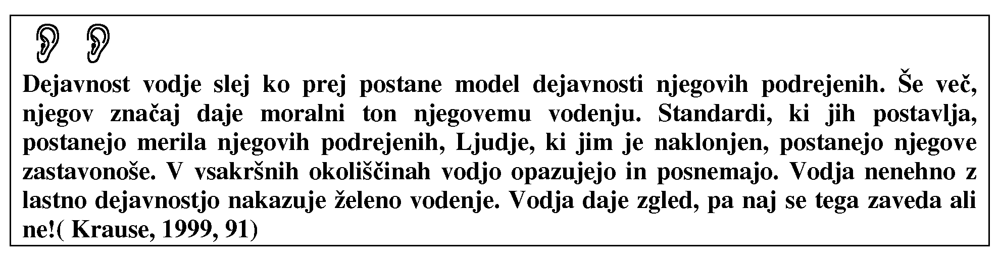 Dejavnost vodje slej ko prej postane model dejavnosti njegovih podrejenih. Še več,
njegov značaj daje moralni ton njegovemu vodenju. Standardi, ki jih postavlja,
postanejo merila njegovih podrejenih, Ljudje, ki jim je naklonjen, postanejo njegove
zastavonoše. V vsakršnih okoliščinah vodjo opazujejo in posnemajo. Vodja nenehno z
lastno dejavnostjo nakazuje želeno vodenje. Vodja daje zgled, pa naj se tega zaveda ali
ne!( Krause, 1999, 91)